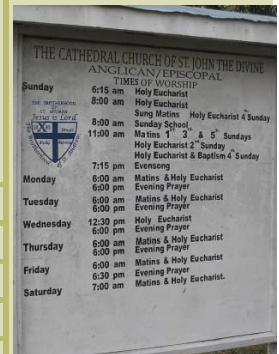 THE CATHEDRAL CHURCH OF ST. JOHN THE DIVINE
ANGLICAN/EPISCOPAL
TIMES OF WORSHIP
Sunday 6:15 am Holy Eucharist
8:00 am Holy Eucharist
Sung Matins Holy Eucharist 4 Sunday
8:00 am Sunday School
11:00 am Matins 1st 3rd & 5th Sundays
Holy Eucharist 2nd Sunday
Holy Eucharist & Baptism 4th Sunday
7:15 pm Evensong
THE BROTHERHOOD
OF
ST ANDREW
Jesus is Lord
Monday 6:00 am Matins & Holy Eucharist
6:00 pm Evening Prayer
Tuesday 6:00 am Matins & Holy Eucharist
6:00 pm Evening Prayer
Wednesday 12:30 pm Holy Eucharist
6:00 pm Evening Prayer
Thursday 6:00 am Matins & Holy Eucharist
6:00 pm Evening Prayer
Friday 6:00 am Matins & Holy Eucharist
6:30 pm Evening Prayer
Saturday 7:00 am Matins & Holy Eucharist.